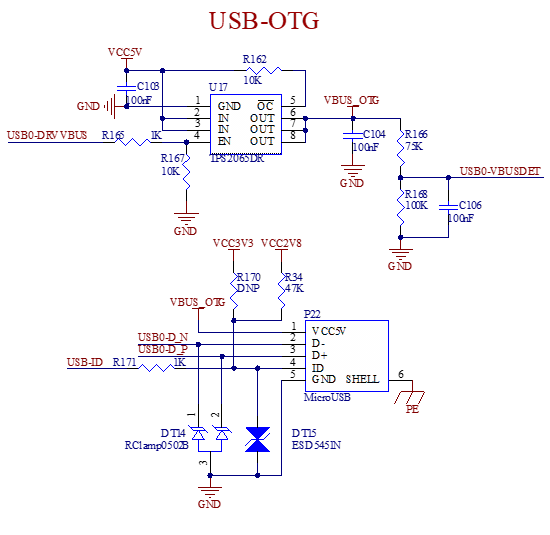 USB-OTG
VCC5V
R162
10K
C103
100nF
GND
U17
1 GND OC 5
2 IN OUT 6
3 IN OUT 7
4 EN OUT 8
TPS2065DR
USB0-DRVVBUS
R165
1K
R167
10K
GND
VBUS_OTG
C104
100nF
GND
R166
75K
USB0-VBUSDET
R168
100K
C106
100nF
GND
VCC3V3
VCC2V8
R170
DNP
R34
47K
VBUS_OTG
P22
1 VCC5V
2 D-
3 D+
4 ID
5 GND SHELL 6
MicroUSB
PE
USB0-D_N
USB0-D_P
USB-ID
R171
1K
1
2
DT14
RClamp0502B
3
DT15
ESD5451N
GND